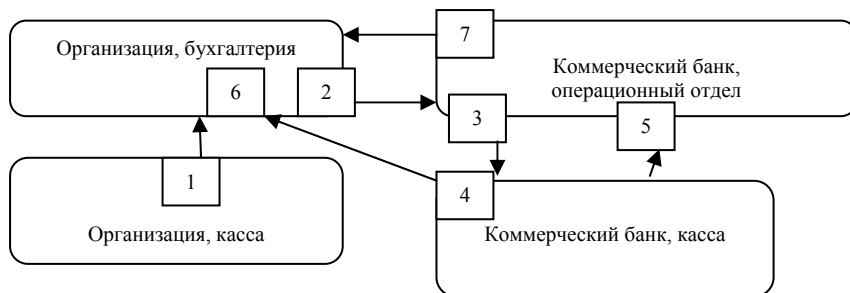 7
Организация, бухгалтерия
Коммерческий банк,
операционный отдел
6
2
3
5
1
4
Организация, касса
Коммерческий банк, касса